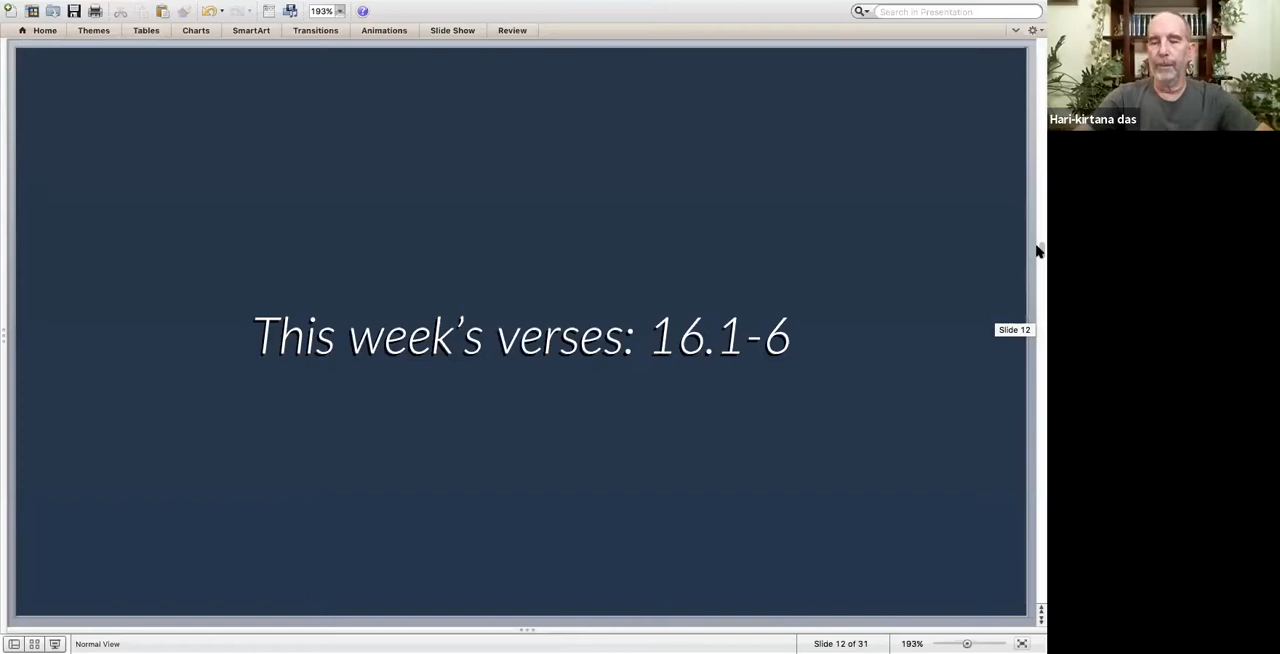 193%
Search in Presentation
Home
Themes
Tables
Charts
SmartArt
Transitions
Animations
Slide Show
Review
Hari-kirtana das
This week's verses: 16.1-6
Slide 12
Normal View
Slide 12 of 31
193%